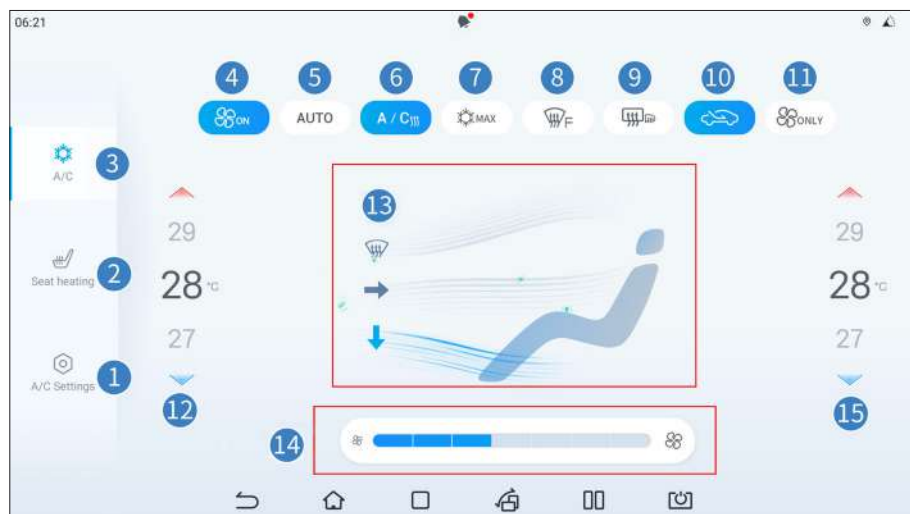 06:21
4 5 6 7 8 9 10 11
ON AUTO A / C MAX F ONLY
3
A/C
13
29 29
2
Seat heating
28 °C 28 °C
27 27
1
A/C Settings
12 15
14